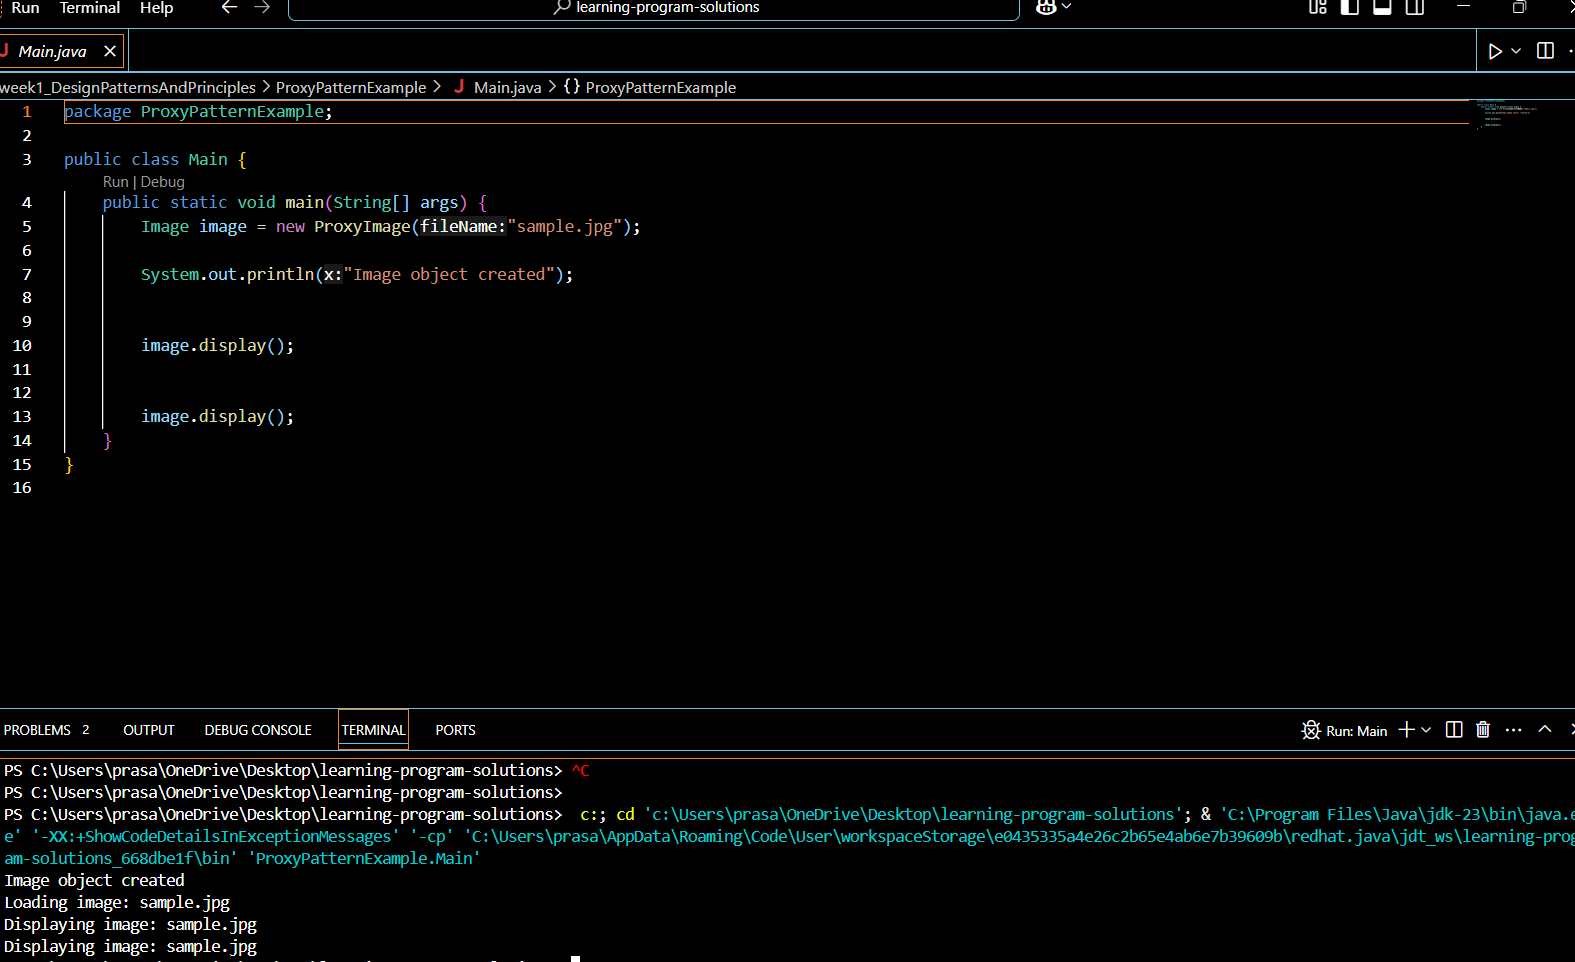 Run Terminal Help learning-program-solutions
Main.java
week1_DesignPatternsAndPrinciples > ProxyPatternExample > J Main.java > {} ProxyPatternExample
1 package ProxyPatternExample;
2
3 public class Main {
Run | Debug
4 public static void main(String[] args) {
5 Image image = new ProxyImage(fileName:"sample.jpg");
6
7 System.out.println(x:"Image object created");
8
9
10 image.display();
11
12
13 image.display();
14 }
15 }
16
PROBLEMS 2 OUTPUT DEBUG CONSOLE TERMINAL PORTS Run: Main
PS C:\Users\prasa\OneDrive\Desktop\learning-program-solutions> ^C
PS C:\Users\prasa\OneDrive\Desktop\learning-program-solutions>
PS C:\Users\prasa\OneDrive\Desktop\learning-program-solutions> c:; cd 'c:\Users\prasa\OneDrive\Desktop\learning-program-solutions'; & 'C:\Program Files\Java\jdk-23\bin\java.e
e' '-XX:+ShowCodeDetailsInExceptionMessages' '-cp' 'C:\Users\prasa\AppData\Roaming\Code\User\workspaceStorage\e0435335a4e26c2b65e4ab6e7b39609b\redhat.java\jdt_ws\learning-prog
am-solutions_668dbe1f\bin' 'ProxyPatternExample.Main'
Image object created
Loading image: sample.jpg
Displaying image: sample.jpg
Displaying image: sample.jpg